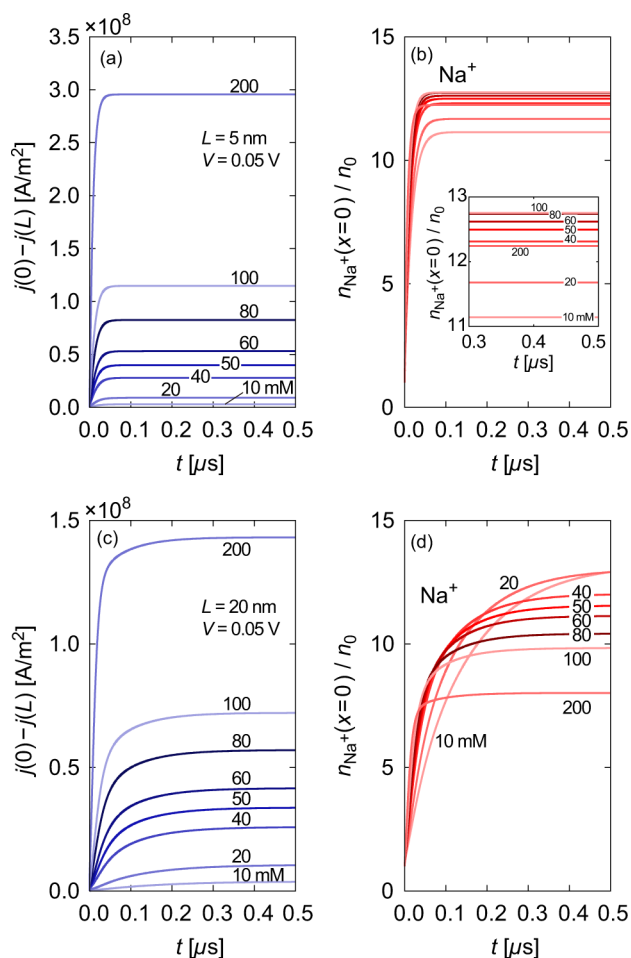 ×10⁸
3.5
3.0
2.5
2.0
1.5
1.0
0.5
0.0
j(0)−j(L) [A/m²]
(a)
200
L = 5 nm
V = 0.05 V
100
80
60
50
40
20
10 mM
0.0 0.1 0.2 0.3 0.4 0.5
t [μs]
15
10
5
0
n_Na⁺(x=0) / n₀
(b)
Na⁺
13
12
11
n_Na⁺(x=0) / n₀
100
80
60
50
40
200
20
10 mM
0.3 0.4 0.5
t [μs]
0.0 0.1 0.2 0.3 0.4 0.5
t [μs]
×10⁸
1.5
1.0
0.5
0.0
j(0)−j(L) [A/m²]
(c)
200
L = 20 nm
V = 0.05 V
100
80
60
50
40
20
10 mM
0.0 0.1 0.2 0.3 0.4 0.5
t [μs]
15
10
5
0
n_Na⁺(x=0) / n₀
(d)
Na⁺
20
40
50
60
80
100
200
10 mM
0.0 0.1 0.2 0.3 0.4 0.5
t [μs]